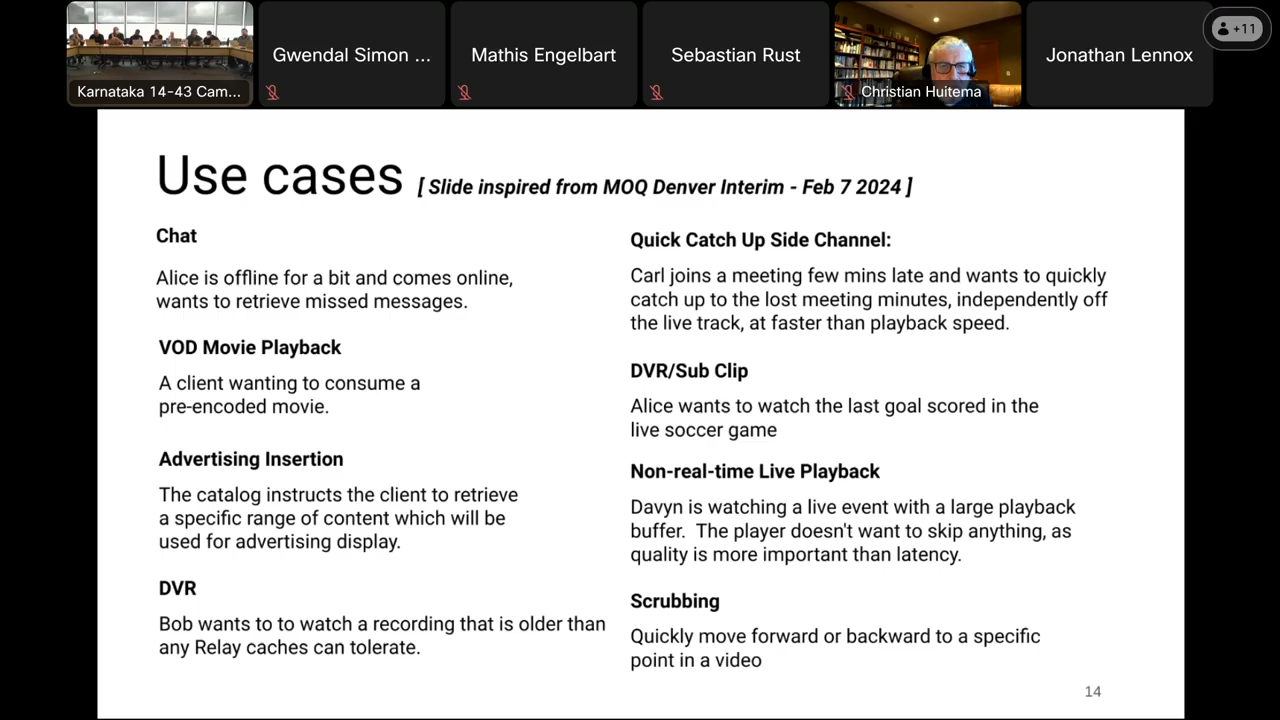 Karnataka 14-43 Cam...
Gwendal Simon ...
Mathis Engelbart
Sebastian Rust
Christian Huitema
Jonathan Lennox
+11
Use cases [ Slide inspired from MOQ Denver Interim - Feb 7 2024 ]
Chat
Alice is offline for a bit and comes online,
wants to retrieve missed messages.
VOD Movie Playback
A client wanting to consume a
pre-encoded movie.
Advertising Insertion
The catalog instructs the client to retrieve
a specific range of content which will be
used for advertising display.
DVR
Bob wants to to watch a recording that is older than
any Relay caches can tolerate.
Quick Catch Up Side Channel:
Carl joins a meeting few mins late and wants to quickly
catch up to the lost meeting minutes, independently off
the live track, at faster than playback speed.
DVR/Sub Clip
Alice wants to watch the last goal scored in the
live soccer game
Non-real-time Live Playback
Davyn is watching a live event with a large playback
buffer.  The player doesn't want to skip anything, as
quality is more important than latency.
Scrubbing
Quickly move forward or backward to a specific
point in a video
14